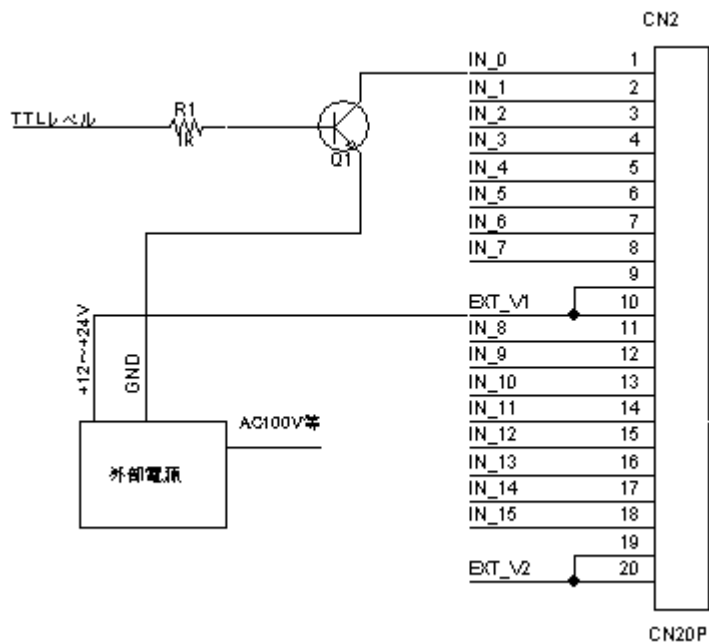 CN2
IN_0 1
IN_1 2
IN_2 3
IN_3 4
IN_4 5
IN_5 6
IN_6 7
IN_7 8
9
EXT_V1 10
IN_8 11
IN_9 12
IN_10 13
IN_11 14
IN_12 15
IN_13 16
IN_14 17
IN_15 18
19
EXT_V2 20
CN20P
TTLレベル
R1
1k
Q1
+12～+24V
GND
AC100V等
外部電源